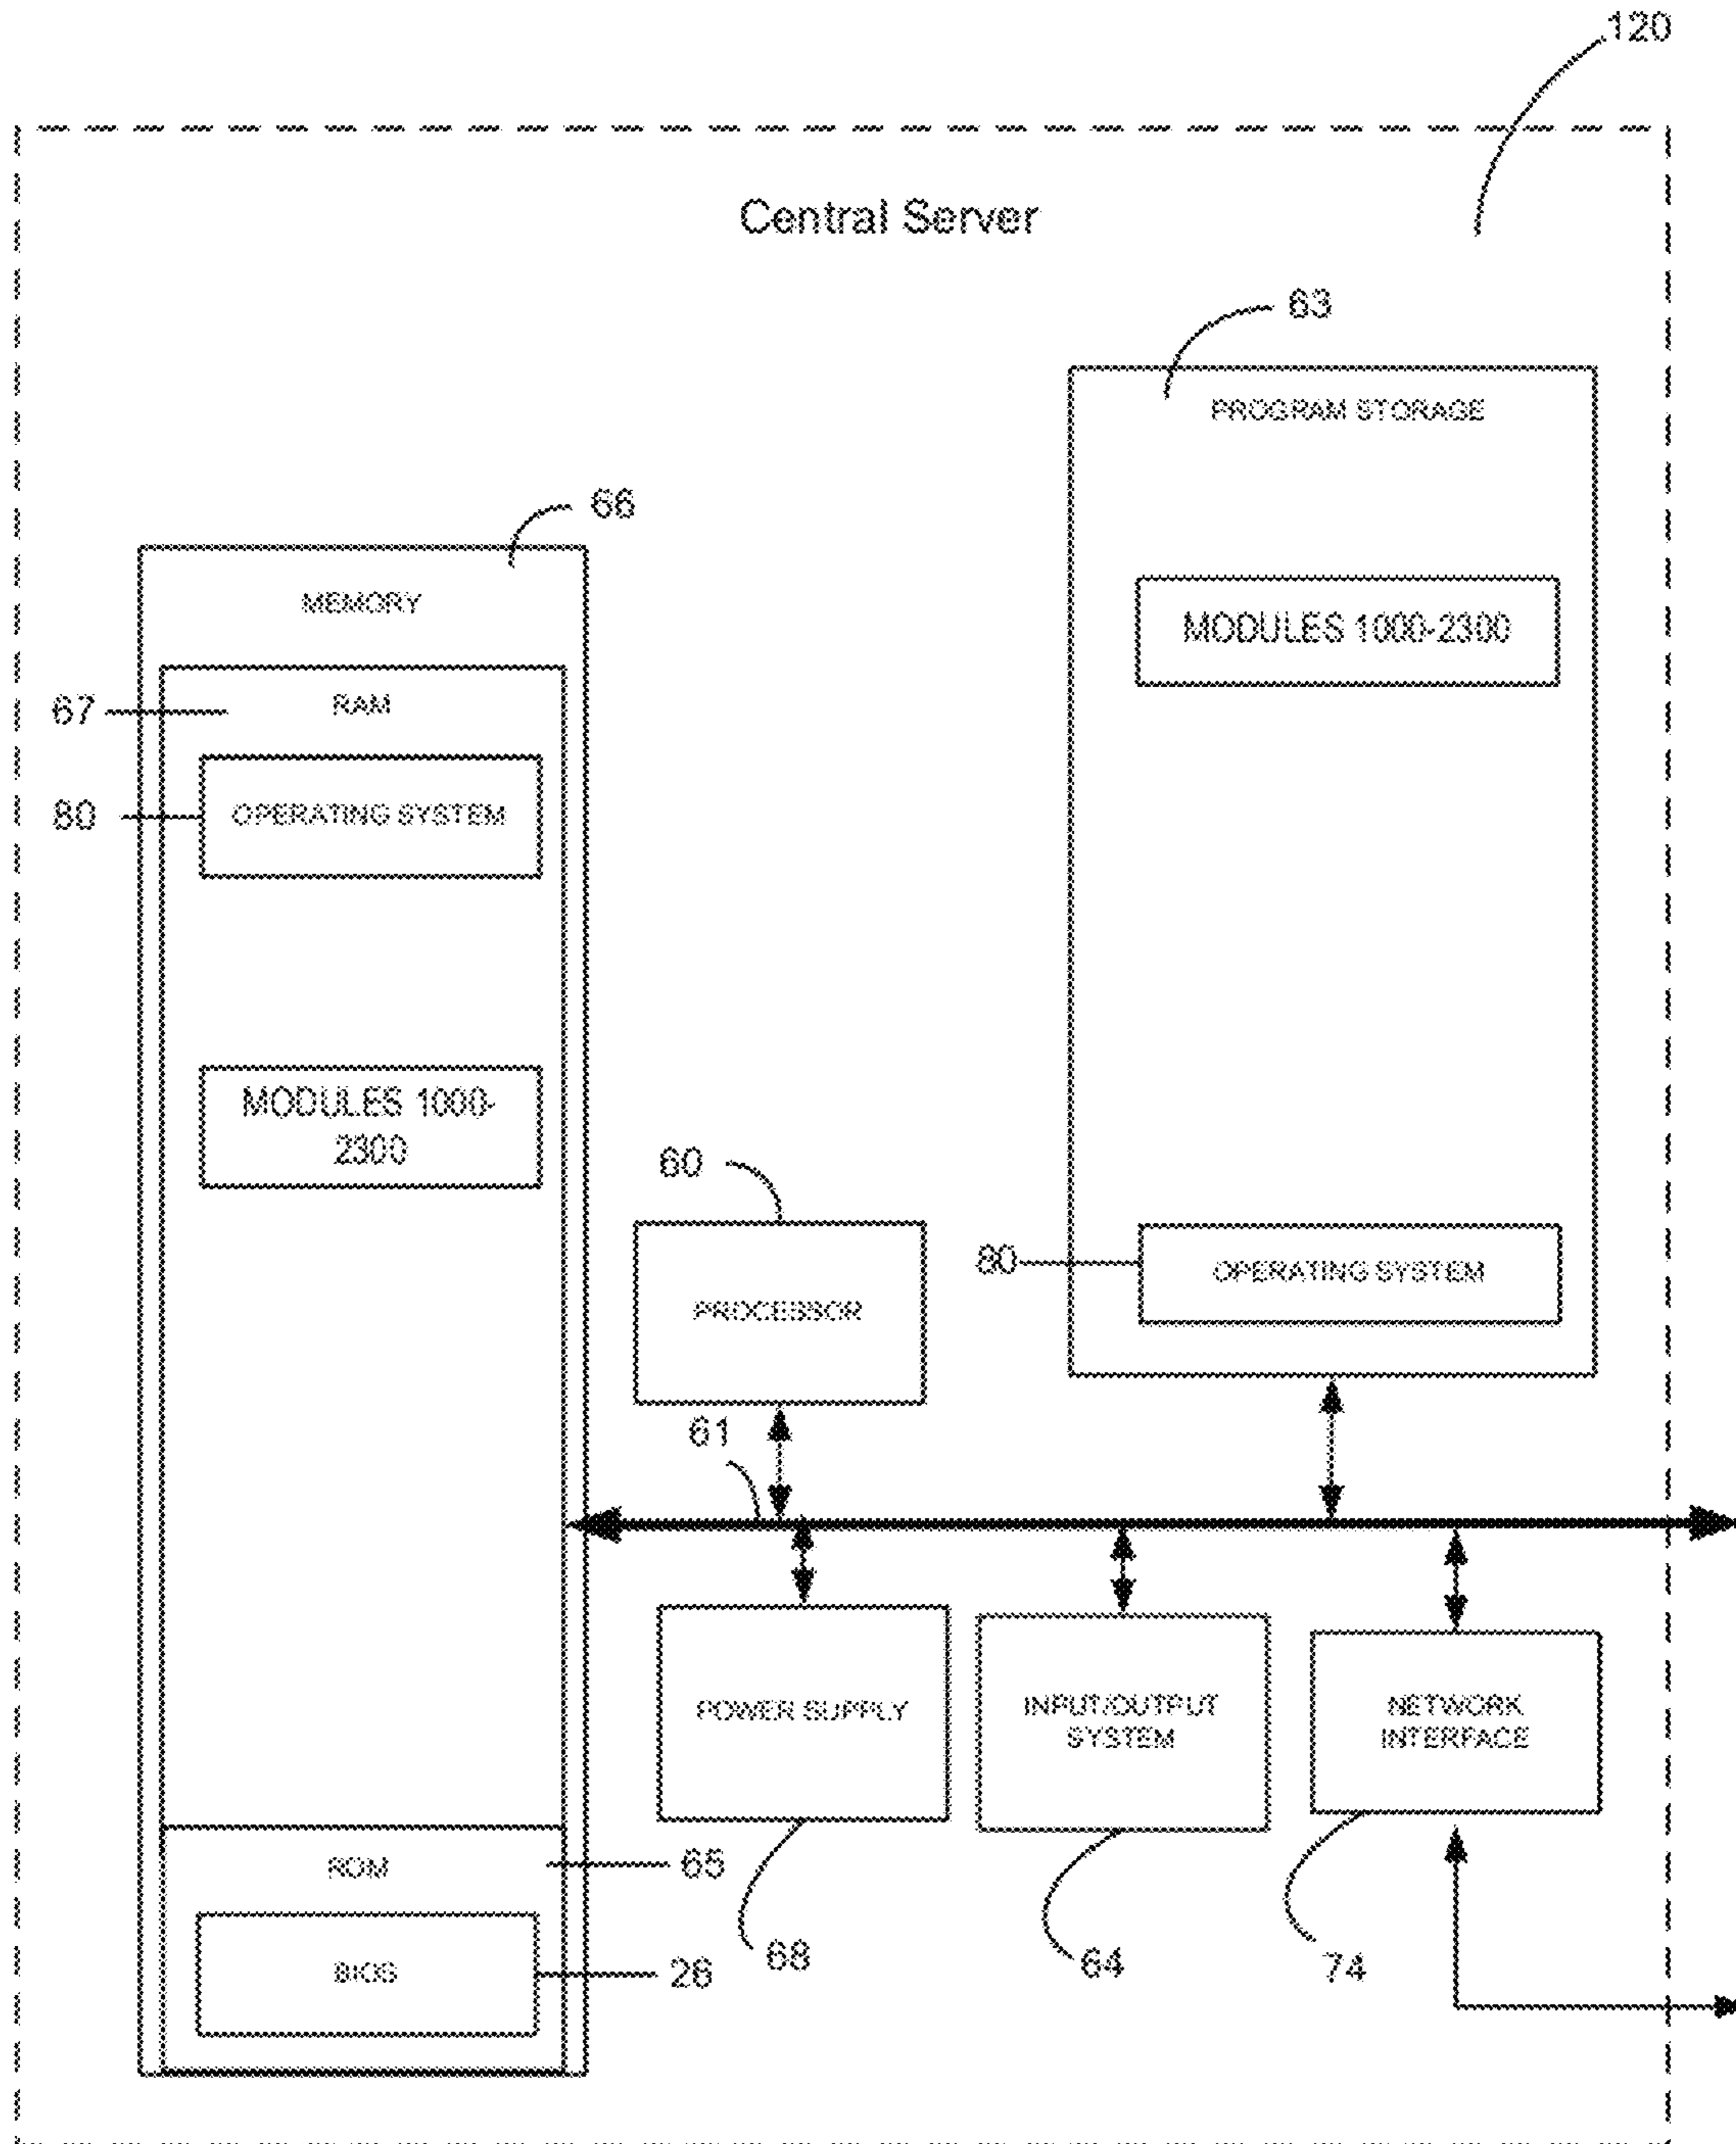 120
Central Server
63
PROGRAM STORAGE
66
MEMORY
MODULES 1000-2300
67
RAM
80
OPERATING SYSTEM
MODULES 1000-
2300
60
80
OPERATING SYSTEM
PROCESSOR
61
POWER SUPPLY
INPUT/OUTPUT
SYSTEM
NETWORK
INTERFACE
ROM
65
68
64
74
BIOS
26